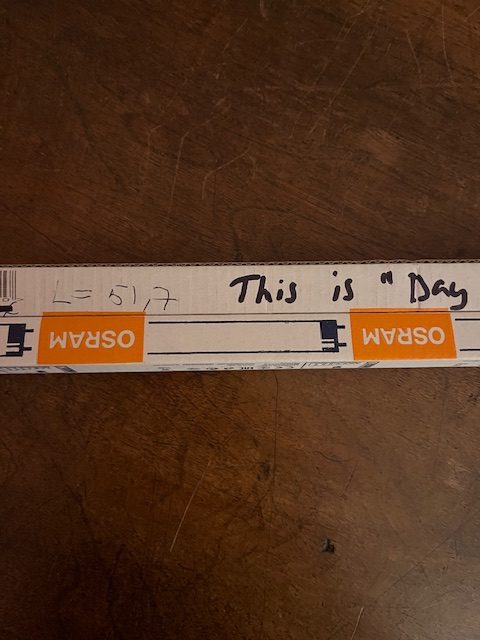 L = 51,7 This is "Day
OSRAM OSRAM